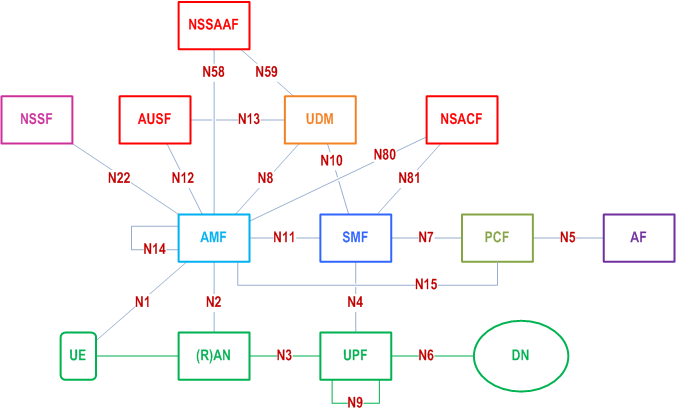 NSSAAF
N58
N59
NSSF
AUSF
N13
UDM
NSACF
N10
N80
N22
N12
N8
N81
AMF
N11
SMF
N7
PCF
N5
AF
N14
N15
N1
N2
N4
UE
(R)AN
N3
UPF
N6
DN
N9